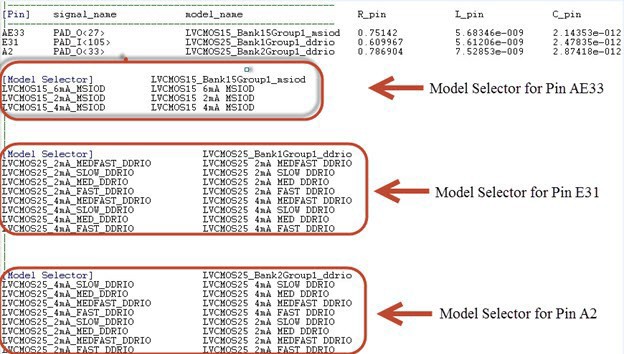 [Pin] signal_name model_name R_pin L_pin C_pin
AE33 PAD_O<27> LVCMOS15_Bank15Group1_msiod 0.75142 5.68346e-009 2.14353e-012
E31 PAD_I<105> LVCMOS25_Bank1Group1_ddrio 0.609967 5.61206e-009 2.47835e-012
A2 PAD_O<33> LVCMOS25_Bank2Group1_ddrio 0.786904 7.52853e-009 2.87418e-012
[Model Selector] LVCMOS15_Bank15Group1_msiod
LVCMOS15_6mA_MSIOD LVCMOS15 6mA MSIOD
LVCMOS15_2mA_MSIOD LVCMOS15 2mA MSIOD
LVCMOS15_4mA_MSIOD LVCMOS15 4mA MSIOD
Model Selector for Pin AE33
[Model Selector] LVCMOS25_Bank1Group1_ddrio
LVCMOS25_2mA_MEDFAST_DDRIO LVCMOS25 2mA MEDFAST DDRIO
LVCMOS25_2mA_SLOW_DDRIO LVCMOS25 2mA SLOW DDRIO
LVCMOS25_2mA_MED_DDRIO LVCMOS25 2mA MED DDRIO
LVCMOS25_2mA_FAST_DDRIO LVCMOS25 2mA FAST DDRIO
LVCMOS25_4mA_MEDFAST_DDRIO LVCMOS25 4mA MEDFAST DDRIO
LVCMOS25_4mA_SLOW_DDRIO LVCMOS25 4mA SLOW DDRIO
LVCMOS25_4mA_MED_DDRIO LVCMOS25 4mA MED DDRIO
LVCMOS25_4mA_FAST_DDRIO LVCMOS25 4mA FAST DDRIO
Model Selector for Pin E31
[Model Selector] LVCMOS25_Bank2Group1_ddrio
LVCMOS25_4mA_SLOW_DDRIO LVCMOS25 4mA SLOW DDRIO
LVCMOS25_4mA_MED_DDRIO LVCMOS25 4mA MED DDRIO
LVCMOS25_4mA_MEDFAST_DDRIO LVCMOS25 4mA MEDFAST DDRIO
LVCMOS25_4mA_FAST_DDRIO LVCMOS25 4mA FAST DDRIO
LVCMOS25_2mA_SLOW_DDRIO LVCMOS25 2mA SLOW DDRIO
LVCMOS25_2mA_MED_DDRIO LVCMOS25 2mA MED DDRIO
LVCMOS25_2mA_MEDFAST_DDRIO LVCMOS25 2mA MEDFAST DDRIO
LVCMOS25_2mA_FAST_DDRIO LVCMOS25 2mA FAST DDRIO
Model Selector for Pin A2